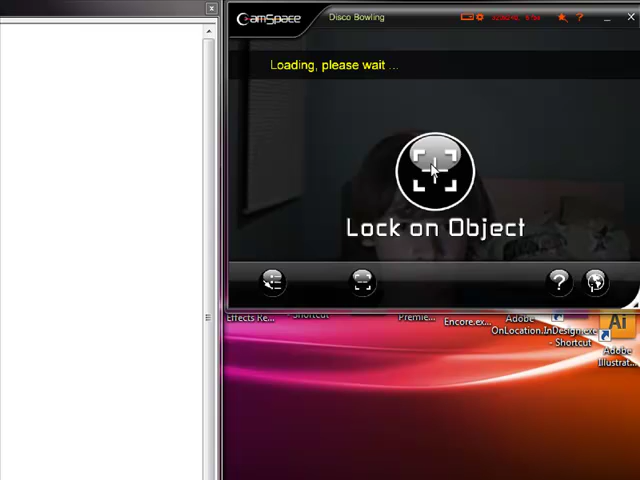 CamSpace
Disco Bowling
?
Loading, please wait ...
Lock on Object
?
Effects Re...
- Shortcut
Premie...
Encore.ex...
Adobe
OnLocation...
InDesign.exe
- Shortcut
Ai
Adobe
Illustrat...